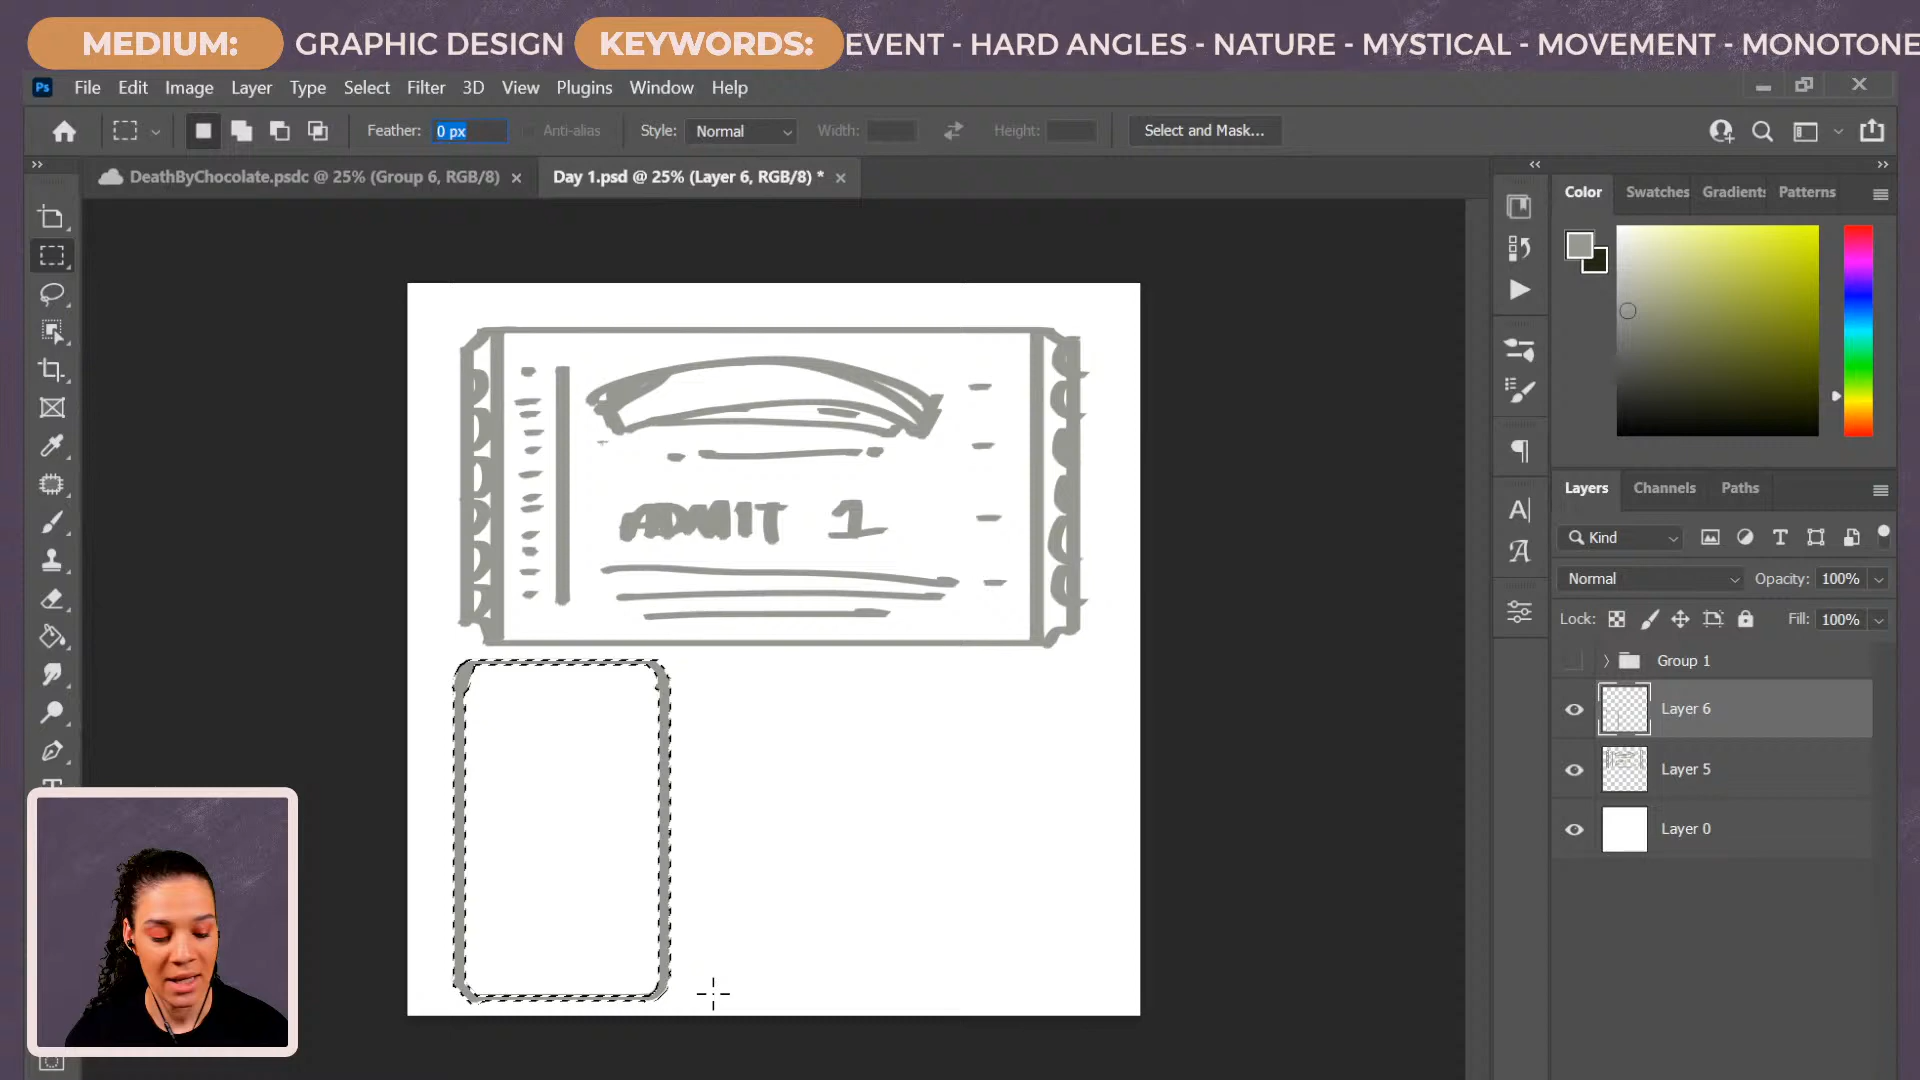 MEDIUM: GRAPHIC DESIGN KEYWORDS: EVENT - HARD ANGLES - NATURE - MYSTICAL - MOVEMENT - MONOTONE
Ps File Edit Image Layer Type Select Filter 3D View Plugins Window Help
Feather: 0 px Anti-alias Style: Normal Width: Height: Select and Mask...
DeathByChocolate.psdc @ 25% (Group 6, RGB/8) × Day 1.psd @ 25% (Layer 6, RGB/8) * ×
Color Swatches Gradients Patterns
ADMIT 1
Layers Channels Paths
Kind
Normal Opacity: 100%
Lock: Fill: 100%
Group 1
Layer 6
Layer 5
Layer 0